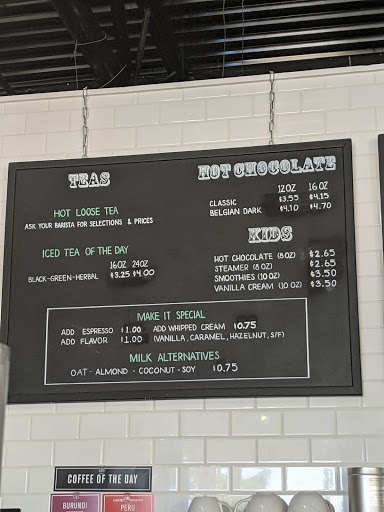 TEAS
HOT LOOSE TEA
ASK YOUR BARISTA FOR SELECTIONS & PRICES
ICED TEA OF THE DAY
16OZ 24OZ
BLACK-GREEN-HERBAL $3.25 $4.00
HOT CHOCOLATE
12OZ 16OZ
CLASSIC $3.55 $4.15
BELGIAN DARK $4.10 $4.70
KIDS
HOT CHOCOLATE (8OZ) $2.65
STEAMER (8OZ) $2.65
SMOOTHIES (10OZ) $3.50
VANILLA CREAM (10OZ) $3.50
MAKE IT SPECIAL
ADD ESPRESSO $1.00 ADD WHIPPED CREAM $0.75
ADD FLAVOR $1.00 (VANILLA, CARAMEL, HAZELNUT, S/F)
MILK ALTERNATIVES
OAT - ALMOND - COCONUT - SOY $0.75
COFFEE OF THE DAY
BURUNDI
PERU